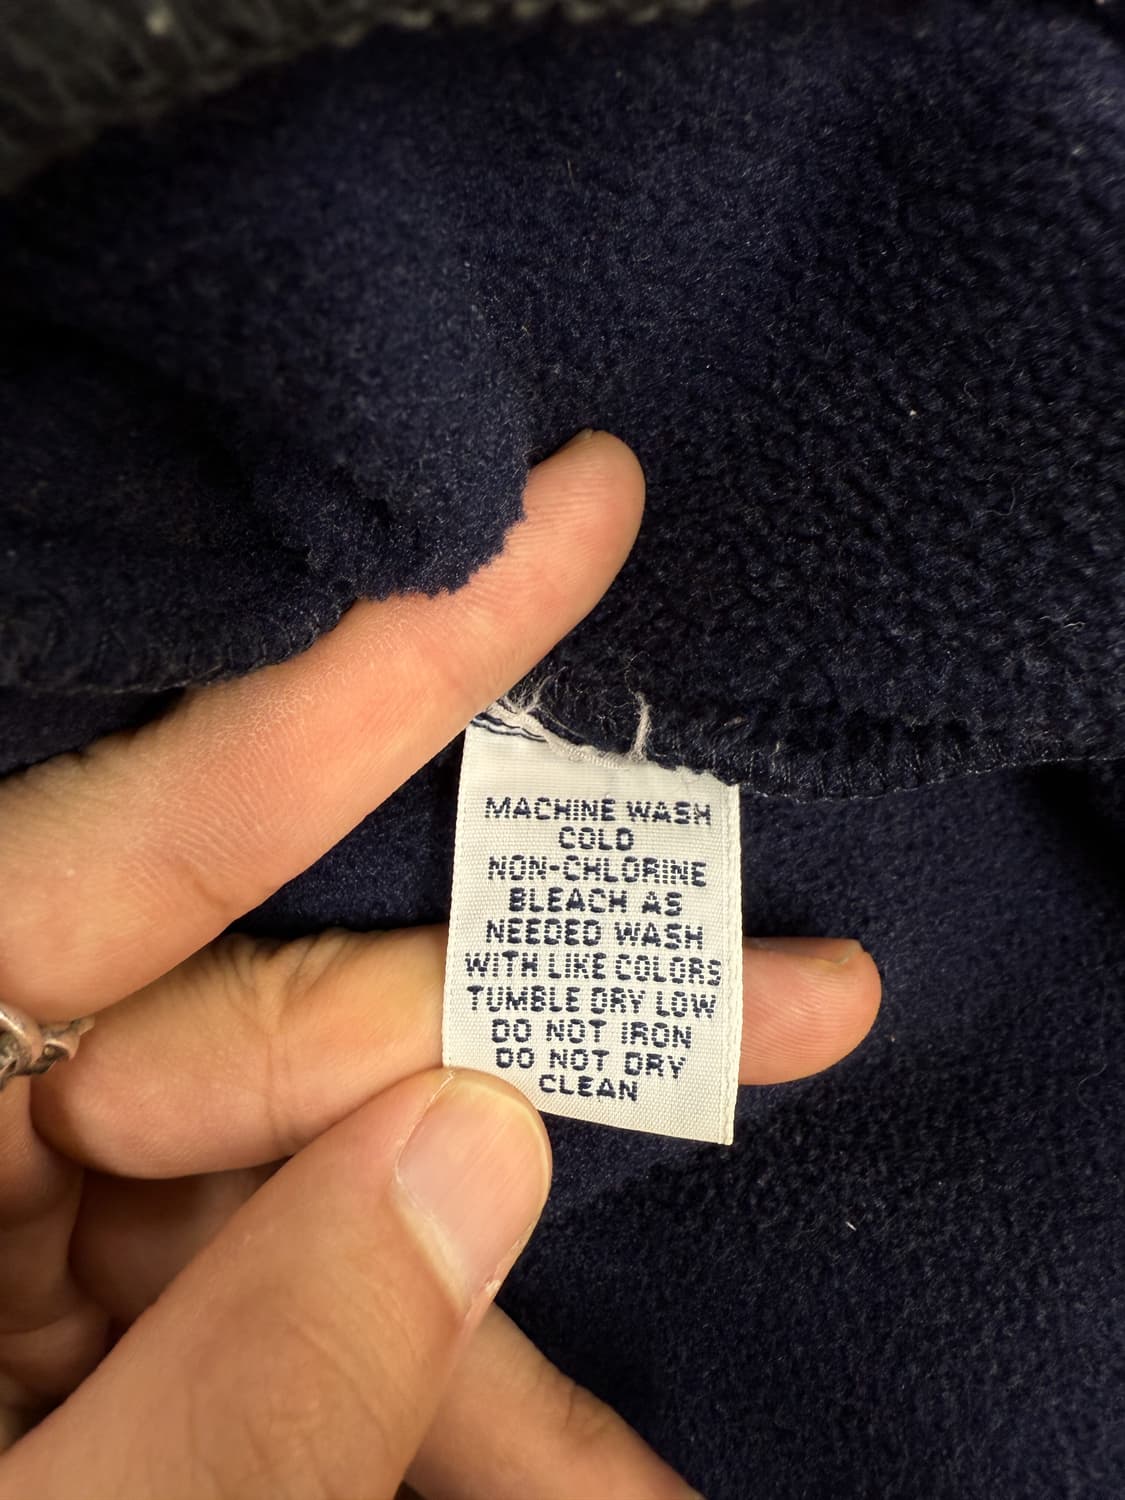 MACHINE WASH
COLD
NON-CHLORINE
BLEACH AS
NEEDED WASH
WITH LIKE COLORS
TUMBLE DRY LOW
DO NOT IRON
DO NOT DRY
CLEAN